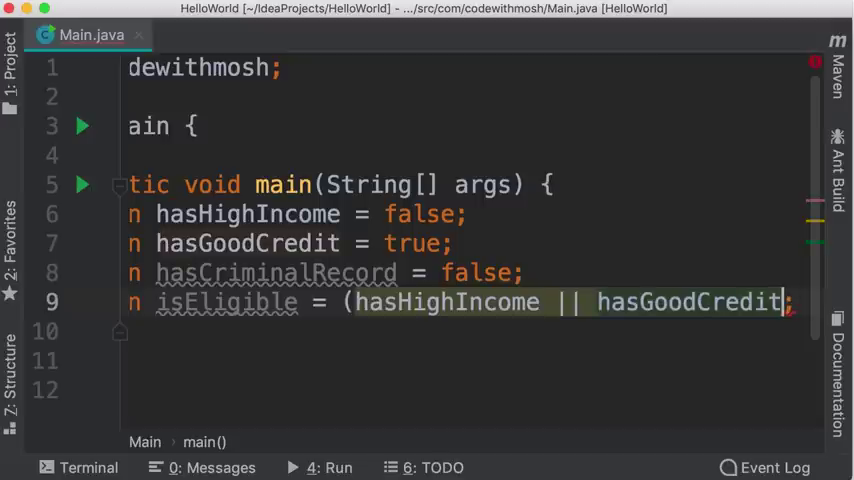 HelloWorld [~/IdeaProjects/HelloWorld] - .../src/com/codewithmosh/Main.java [HelloWorld]
Main.java
1: Project
2: Favorites
Z: Structure
1 dewithmosh;
2
3 ain {
4
5 tic void main(String[] args) {
6 n hasHighIncome = false;
7 n hasGoodCredit = true;
8 n hasCriminalRecord = false;
9 n isEligible = (hasHighIncome || hasGoodCredit;
10
11
12
m
Maven
Ant Build
Documentation
Main › main()
Terminal 0: Messages 4: Run 6: TODO Event Log